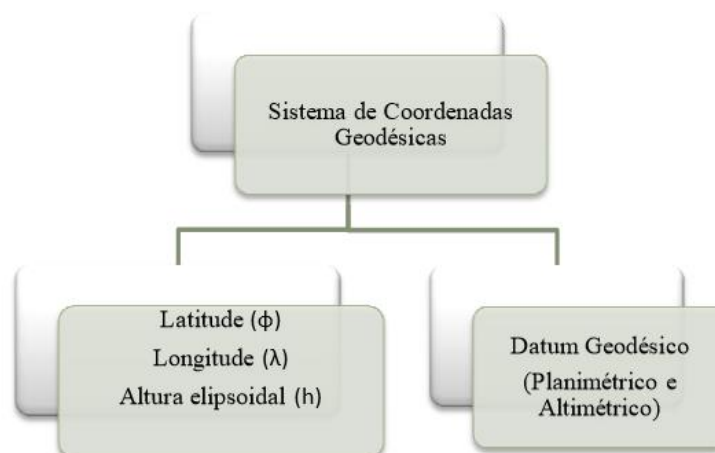 Sistema de Coordenadas
Geodésicas
Latitude (ϕ)
Longitude (λ)
Altura elipsoidal (h)
Datum Geodésico
(Planimétrico e
Altimétrico)